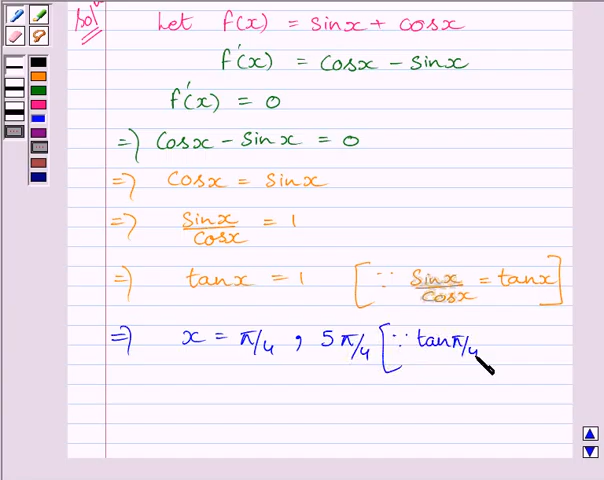 Solⁿ Let f(x) = sinx + cosx
f'(x) = cosx - sinx
f'(x) = 0
=) cosx - sinx = 0
=) cosx = sinx
=) sinx/cosx = 1
=) tanx = 1 [∵ sinx/cosx = tanx]
=) x = π/4 , 5π/4 [∵ tanπ/4